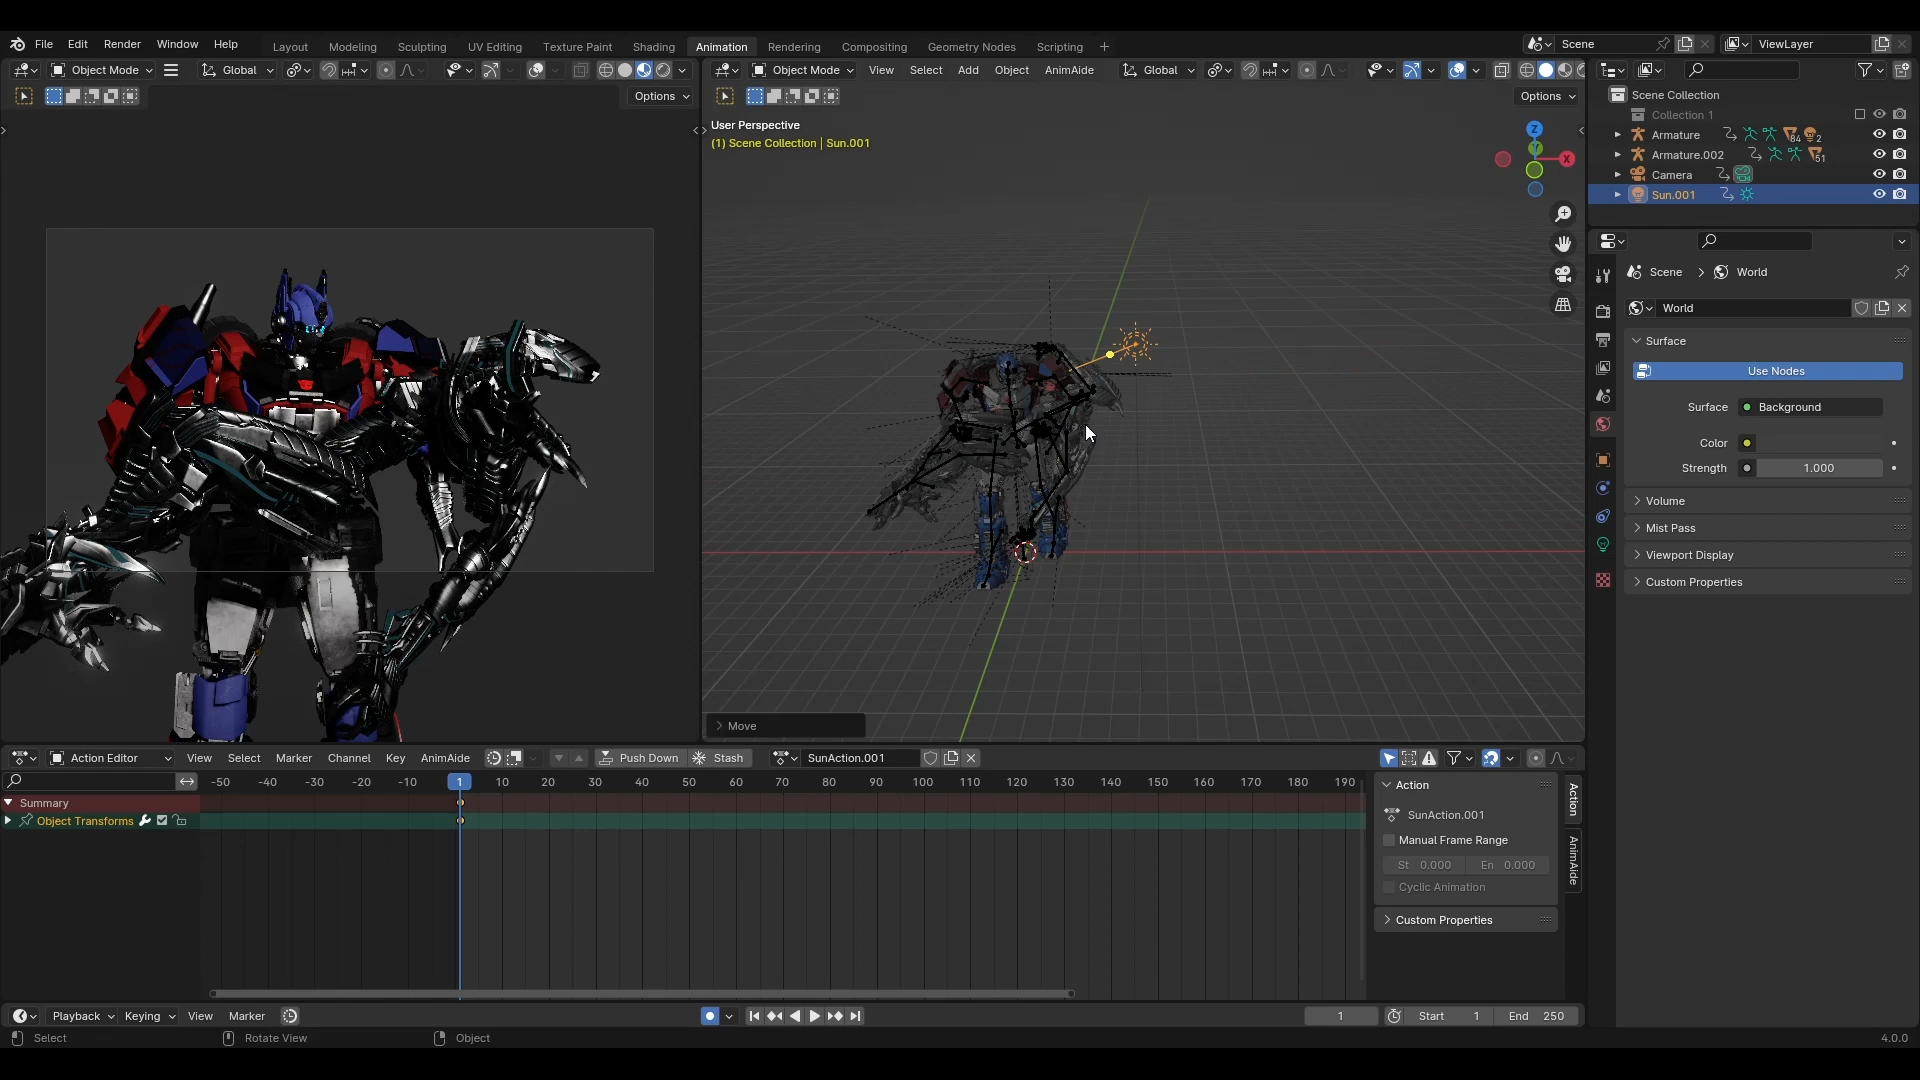 File Edit Render Window Help Layout Modeling Sculpting UV Editing Texture Paint Shading Animation Rendering Compositing Geometry Nodes Scripting + Scene ViewLayer
Object Mode Global Object Mode View Select Add Object AnimAide Global
Options Options
User Perspective
(1) Scene Collection | Sun.001
Z
Y
X
Scene Collection
Collection 1
Armature 84 2
Armature.002 51
Camera
Sun.001
Scene > World
World
Surface
Use Nodes
Surface Background
Color
Strength 1.000
Volume
Mist Pass
Viewport Display
Custom Properties
Move
Action Editor View Select Marker Channel Key AnimAide Push Down Stash SunAction.001
-50 -40 -30 -20 -10 1 10 20 30 40 50 60 70 80 90 100 110 120 130 140 150 160 170 180 190
Summary
Object Transforms
Action
SunAction.001
Manual Frame Range
St 0.000 En 0.000
Cyclic Animation
Custom Properties
Action
AnimAide
Playback Keying View Marker 1 Start 1 End 250
Select Rotate View Object 4.0.0